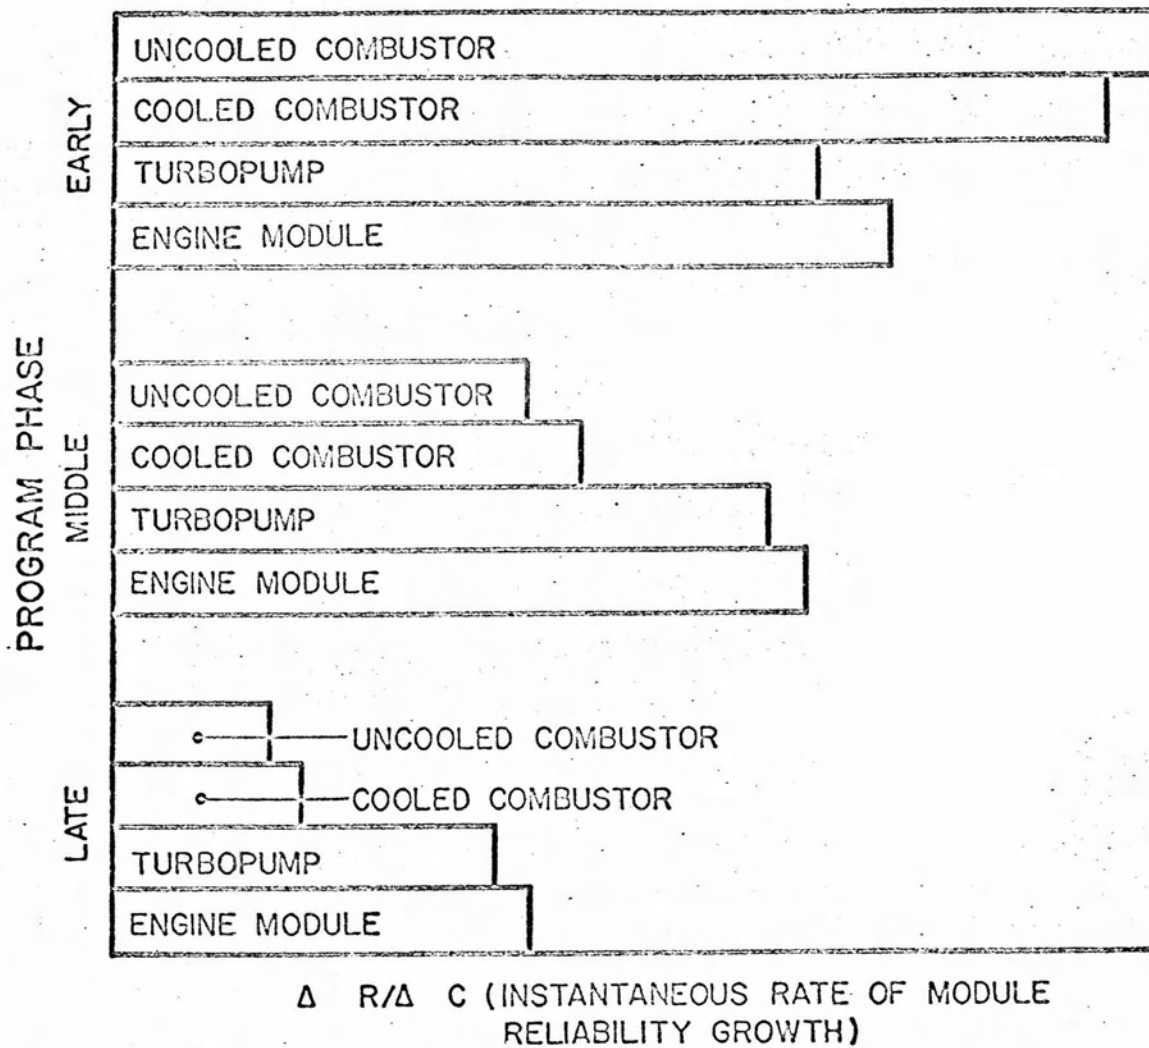 PROGRAM PHASE
EARLY
UNCOOLED COMBUSTOR
COOLED COMBUSTOR
TURBOPUMP
ENGINE MODULE
MIDDLE
UNCOOLED COMBUSTOR
COOLED COMBUSTOR
TURBOPUMP
ENGINE MODULE
LATE
UNCOOLED COMBUSTOR
COOLED COMBUSTOR
TURBOPUMP
ENGINE MODULE
Δ R/Δ C (INSTANTANEOUS RATE OF MODULE
RELIABILITY GROWTH)